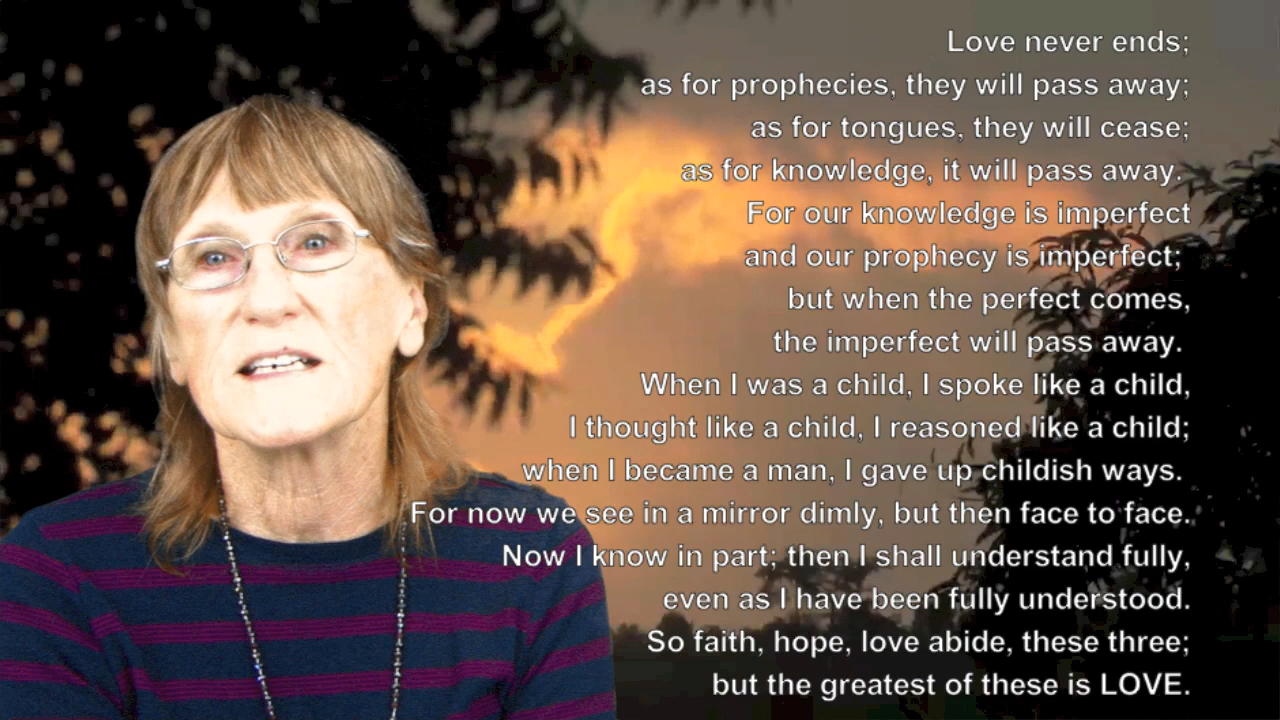 Love never ends;
as for prophecies, they will pass away;
as for tongues, they will cease;
as for knowledge, it will pass away.
For our knowledge is imperfect
and our prophecy is imperfect;
but when the perfect comes,
the imperfect will pass away.
When I was a child, I spoke like a child,
I thought like a child, I reasoned like a child;
when I became a man, I gave up childish ways.
For now we see in a mirror dimly, but then face to face.
Now I know in part; then I shall understand fully,
even as I have been fully understood.
So faith, hope, love abide, these three;
but the greatest of these is LOVE.